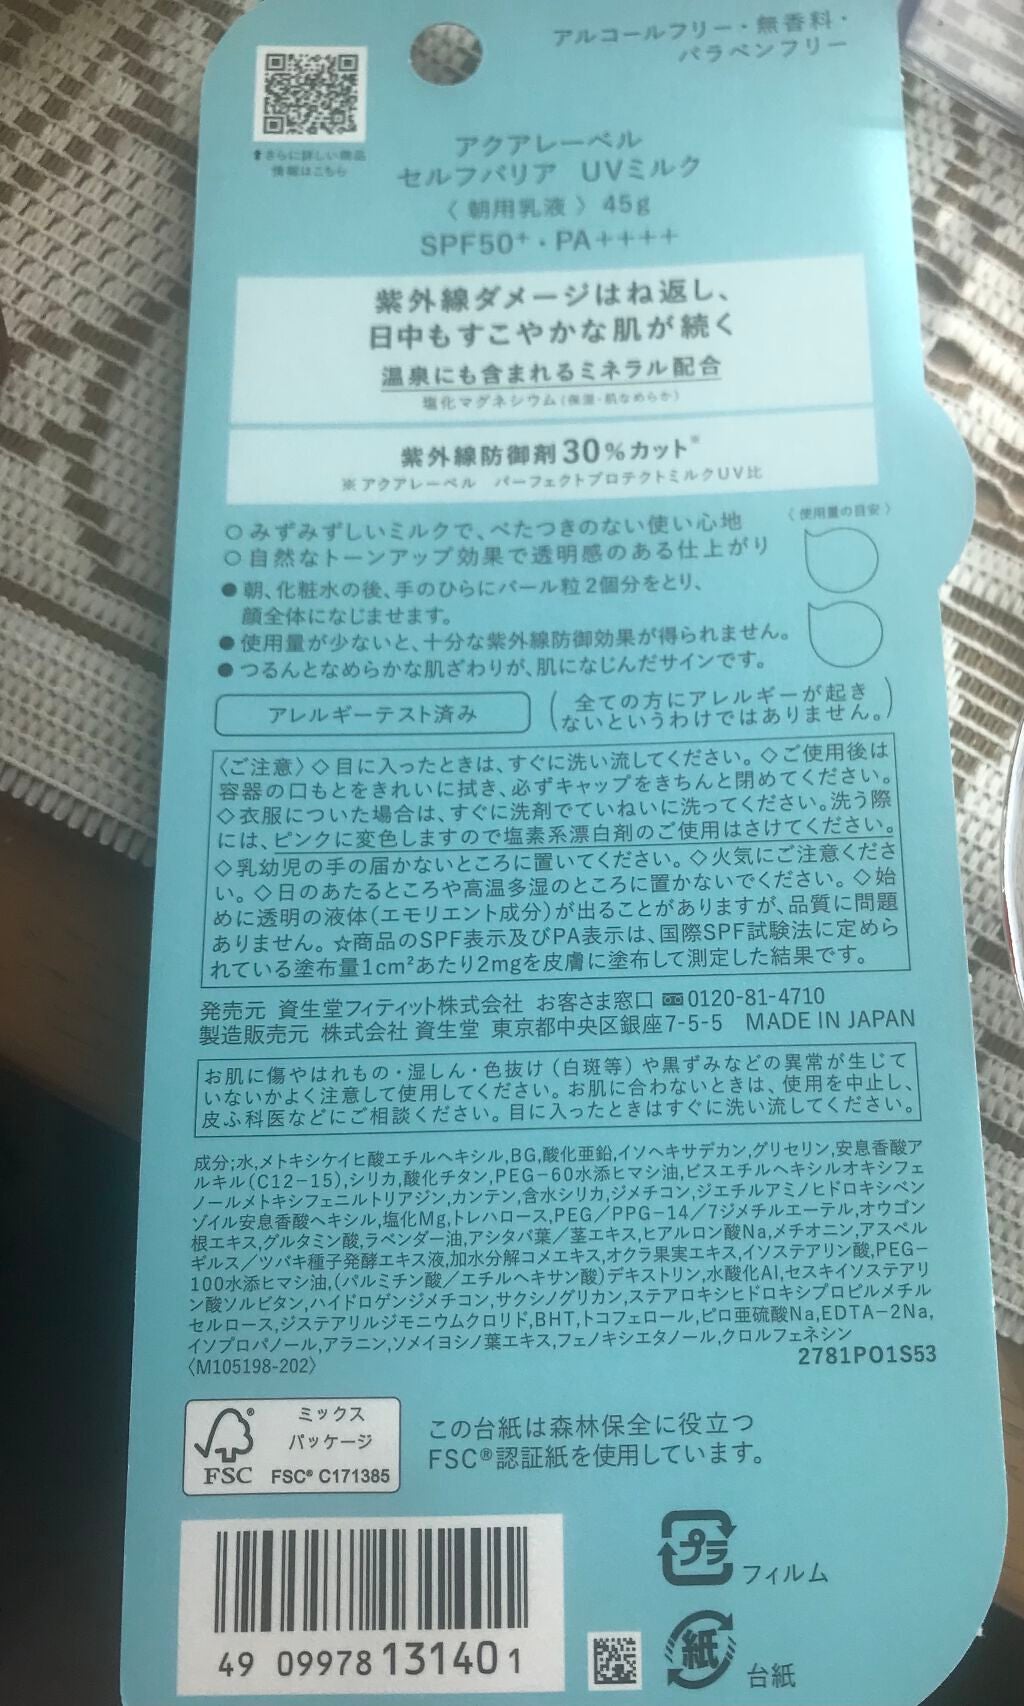 アルコールフリー・無香料・
パラベンフリー
⬆さらに詳しい商品
情報はこちら
アクアレーベル
セルフバリア UVミルク
〈 朝用乳液 〉 45g
SPF50+・PA++++
紫外線ダメージはね返し、
日中もすこやかな肌が続く
温泉にも含まれるミネラル配合
塩化マグネシウム(保湿・肌なめらか)
紫外線防御剤30%カット※
※アクアレーベル パーフェクトプロテクトミルクUV比
〈 使用量の目安 〉
○みずみずしいミルクで、べたつきのない使い心地
○自然なトーンアップ効果で透明感のある仕上がり
●朝、化粧水の後、手のひらにパール粒2個分をとり、
顔全体になじませます。
●使用量が少ないと、十分な紫外線防御効果が得られません。
●つるんとなめらかな肌ざわりが、肌になじんだサインです。
アレルギーテスト済み
(全ての方にアレルギーが起き
ないというわけではありません。)
〈ご注意〉◇目に入ったときは、すぐに洗い流してください。◇ご使用後は
容器の口もとをきれいに拭き、必ずキャップをきちんと閉めてください。
◇衣服についた場合は、すぐに洗剤でていねいに洗ってください。洗う際
には、ピンクに変色しますので塩素系漂白剤のご使用はさけてください。
◇乳幼児の手の届かないところに置いてください。◇火気にご注意くださ
い。◇日のあたるところや高温多湿のところに置かないでください。◇始
めに透明の液体(エモリエント成分)が出ることがありますが、品質に問題
ありません。☆商品のSPF表示及びPA表示は、国際SPF試験法に定めら
れている塗布量1cm²あたり2mgを皮膚に塗布して測定した結果です。
発売元 資生堂フィティット株式会社 お客さま窓口 0120-81-4710
製造販売元 株式会社 資生堂 東京都中央区銀座7-5-5 MADE IN JAPAN
お肌に傷やはれもの・湿しん・色抜け(白斑等)や黒ずみなどの異常が生じて
いないかよく注意して使用してください。お肌に合わないときは、使用を中止し、
皮ふ科医などにご相談ください。目に入ったときはすぐに洗い流してください。
成分;水,メトキシケイヒ酸エチルヘキシル,BG,酸化亜鉛,イソヘキサデカン,グリセリン,安息香酸ア
ルキル(C12-15),シリカ,酸化チタン,PEG-60水添ヒマシ油,ビスエチルヘキシルオキシフェ
ノールメトキシフェニルトリアジン,カンテン,含水シリカ,ジメチコン,ジエチルアミノヒドロキシベン
ゾイル安息香酸ヘキシル,塩化Mg,トレハロース,PEG/PPG-14/7ジメチルエーテル,オウゴン
根エキス,グルタミン酸,ラベンダー油,アシタバ葉/茎エキス,ヒアルロン酸Na,メチオニン,アスペル
ギルス/ツバキ種子発酵エキス液,加水分解コメエキス,オクラ果実エキス,イソステアリン酸,PEG-
100水添ヒマシ油,(パルミチン酸/エチルヘキサン酸)デキストリン,水酸化Al,セスキイソステアリ
ン酸ソルビタン,ハイドロゲンジメチコン,サクシノグリカン,ステアロキシヒドロキシプロピルメチル
セルロース,ジステアリルジモニウムクロリド,BHT,トコフェロール,ピロ亜硫酸Na,EDTA-2Na,
イソプロパノール,アラニン,ソメイヨシノ葉エキス,フェノキシエタノール,クロルフェネシン
〈M105198-202〉 2781PO1S53
ミックス
パッケージ
FSC FSC® C171385
この台紙は森林保全に役立つ
FSC®認証紙を使用しています。
プラ フィルム
紙 台紙
49 09978 131401